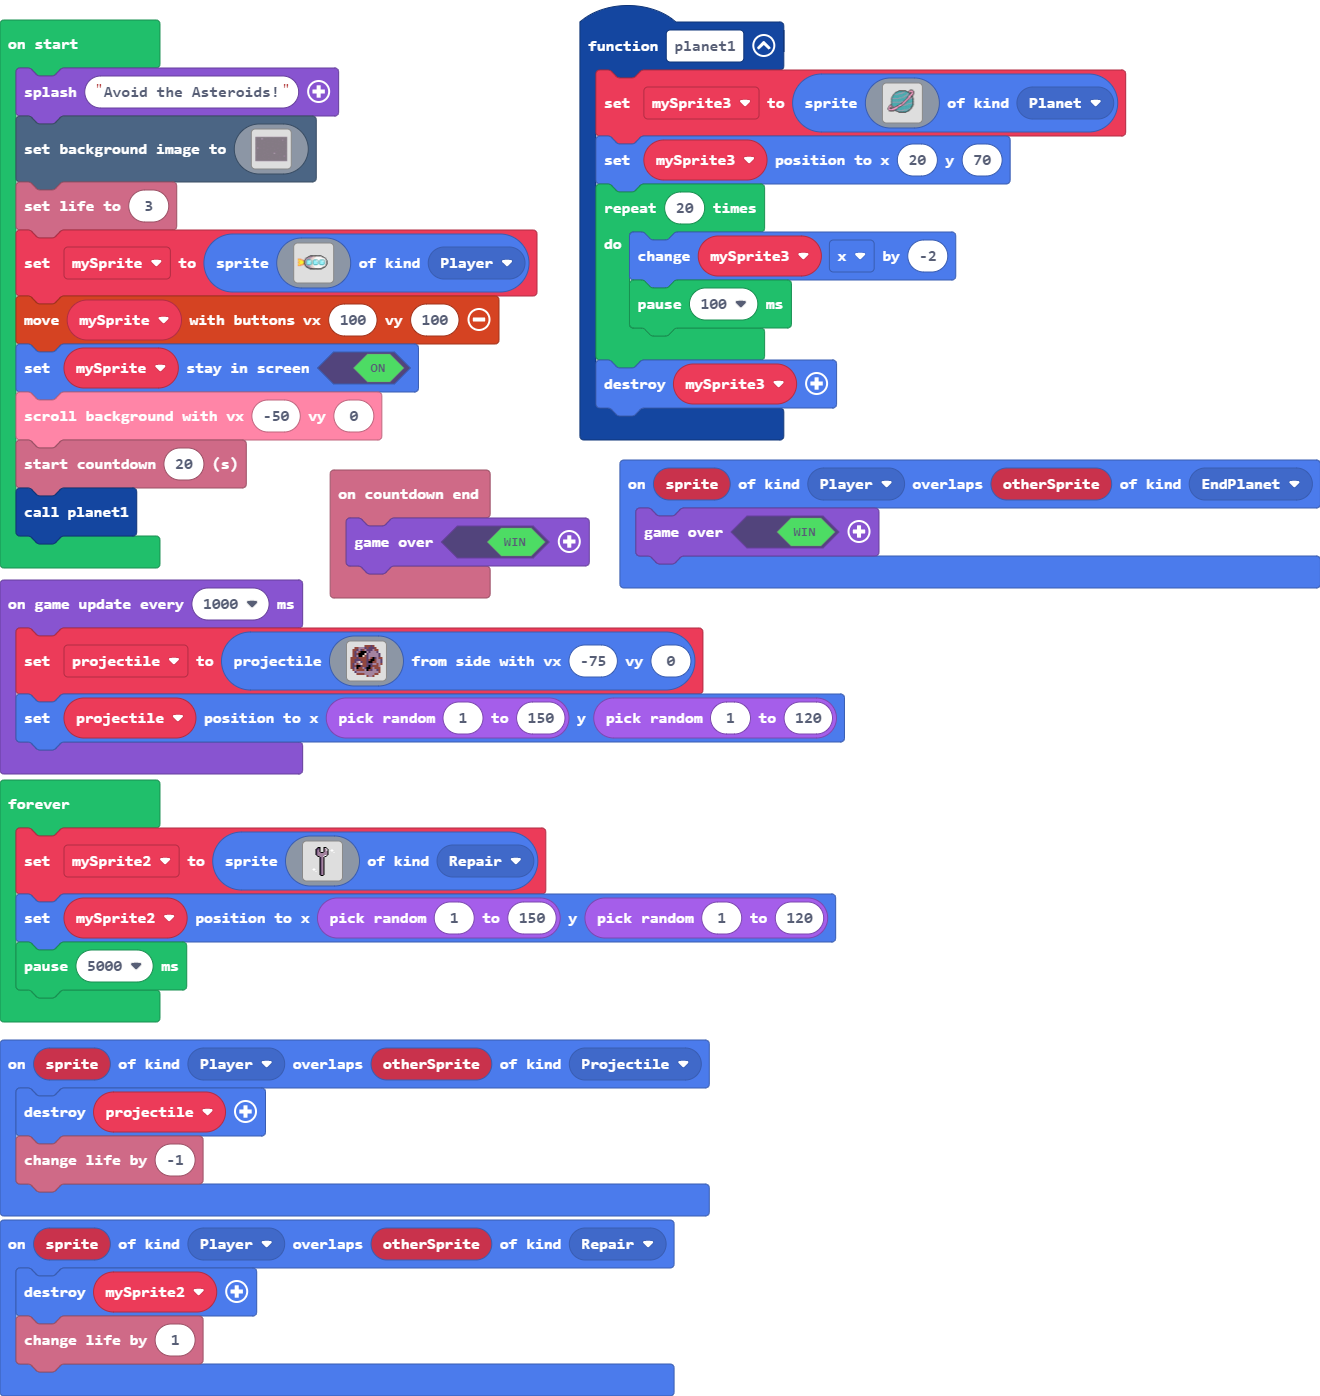 on start
splash "Avoid the Asteroids!"
set background image to
set life to 3
set mySprite to sprite of kind Player
move mySprite with buttons vx 100 vy 100
set mySprite stay in screen ON
scroll background with vx -50 vy 0
start countdown 20 (s)
call planet1
function planet1
set mySprite3 to sprite of kind Planet
set mySprite3 position to x 20 y 70
repeat 20 times
do
change mySprite3 x by -2
pause 100 ms
destroy mySprite3
on countdown end
game over WIN
on sprite of kind Player overlaps otherSprite of kind EndPlanet
game over WIN
on game update every 1000 ms
set projectile to projectile from side with vx -75 vy 0
set projectile position to x pick random 1 to 150 y pick random 1 to 120
forever
set mySprite2 to sprite of kind Repair
set mySprite2 position to x pick random 1 to 150 y pick random 1 to 120
pause 5000 ms
on sprite of kind Player overlaps otherSprite of kind Projectile
destroy projectile
change life by -1
on sprite of kind Player overlaps otherSprite of kind Repair
destroy mySprite2
change life by 1